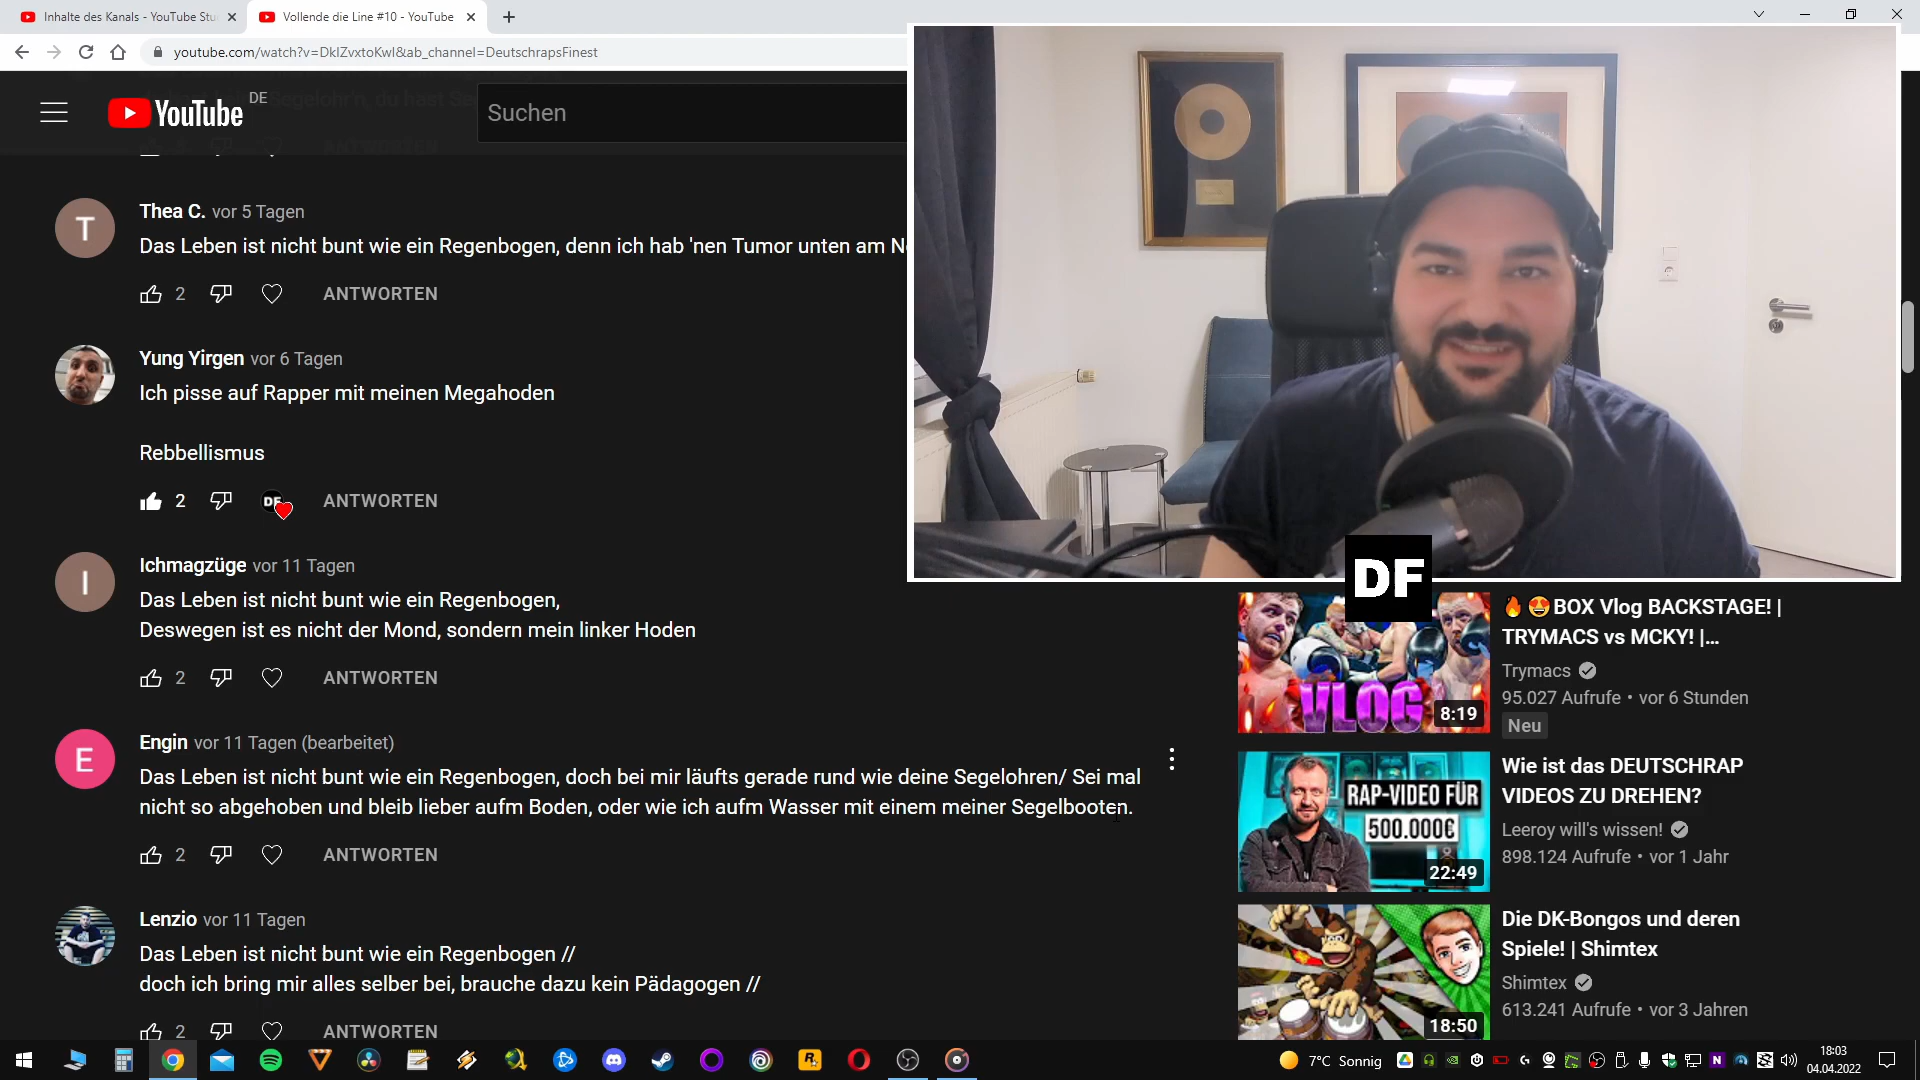 Inhalte des Kanals - YouTube Stu
Vollende die Line #10 - YouTube
youtube.com/watch?v=DkIZvxtoKwI&ab_channel=DeutschrapsFinest
YouTube DE
Suchen
Thea C. vor 5 Tagen
Das Leben ist nicht bunt wie ein Regenbogen, denn ich hab 'nen Tumor unten am
2 ANTWORTEN
Yung Yirgen vor 6 Tagen
Ich pisse auf Rapper mit meinen Megahoden
Rebbellismus
2 DF ANTWORTEN
Ichmagzüge vor 11 Tagen
Das Leben ist nicht bunt wie ein Regenbogen,
Deswegen ist es nicht der Mond, sondern mein linker Hoden
2 ANTWORTEN
Engin vor 11 Tagen (bearbeitet)
Das Leben ist nicht bunt wie ein Regenbogen, doch bei mir läufts gerade rund wie deine Segelohren/ Sei mal
nicht so abgehoben und bleib lieber aufm Boden, oder wie ich aufm Wasser mit einem meiner Segelbooten.
2 ANTWORTEN
Lenzio vor 11 Tagen
Das Leben ist nicht bunt wie ein Regenbogen //
doch ich bring mir alles selber bei, brauche dazu kein Pädagogen //
2 ANTWORTEN
DF
VLOG
8:19
🔥😍BOX Vlog BACKSTAGE! |
TRYMACS vs MCKY! |...
Trymacs
95.027 Aufrufe • vor 6 Stunden
Neu
RAP-VIDEO FÜR
500.000€
22:49
Wie ist das DEUTSCHRAP
VIDEOS ZU DREHEN?
Leeroy will's wissen!
898.124 Aufrufe • vor 1 Jahr
18:50
Die DK-Bongos und deren
Spiele! | Shimtex
Shimtex
613.241 Aufrufe • vor 3 Jahren
7°C Sonnig
18:03
04.04.2022